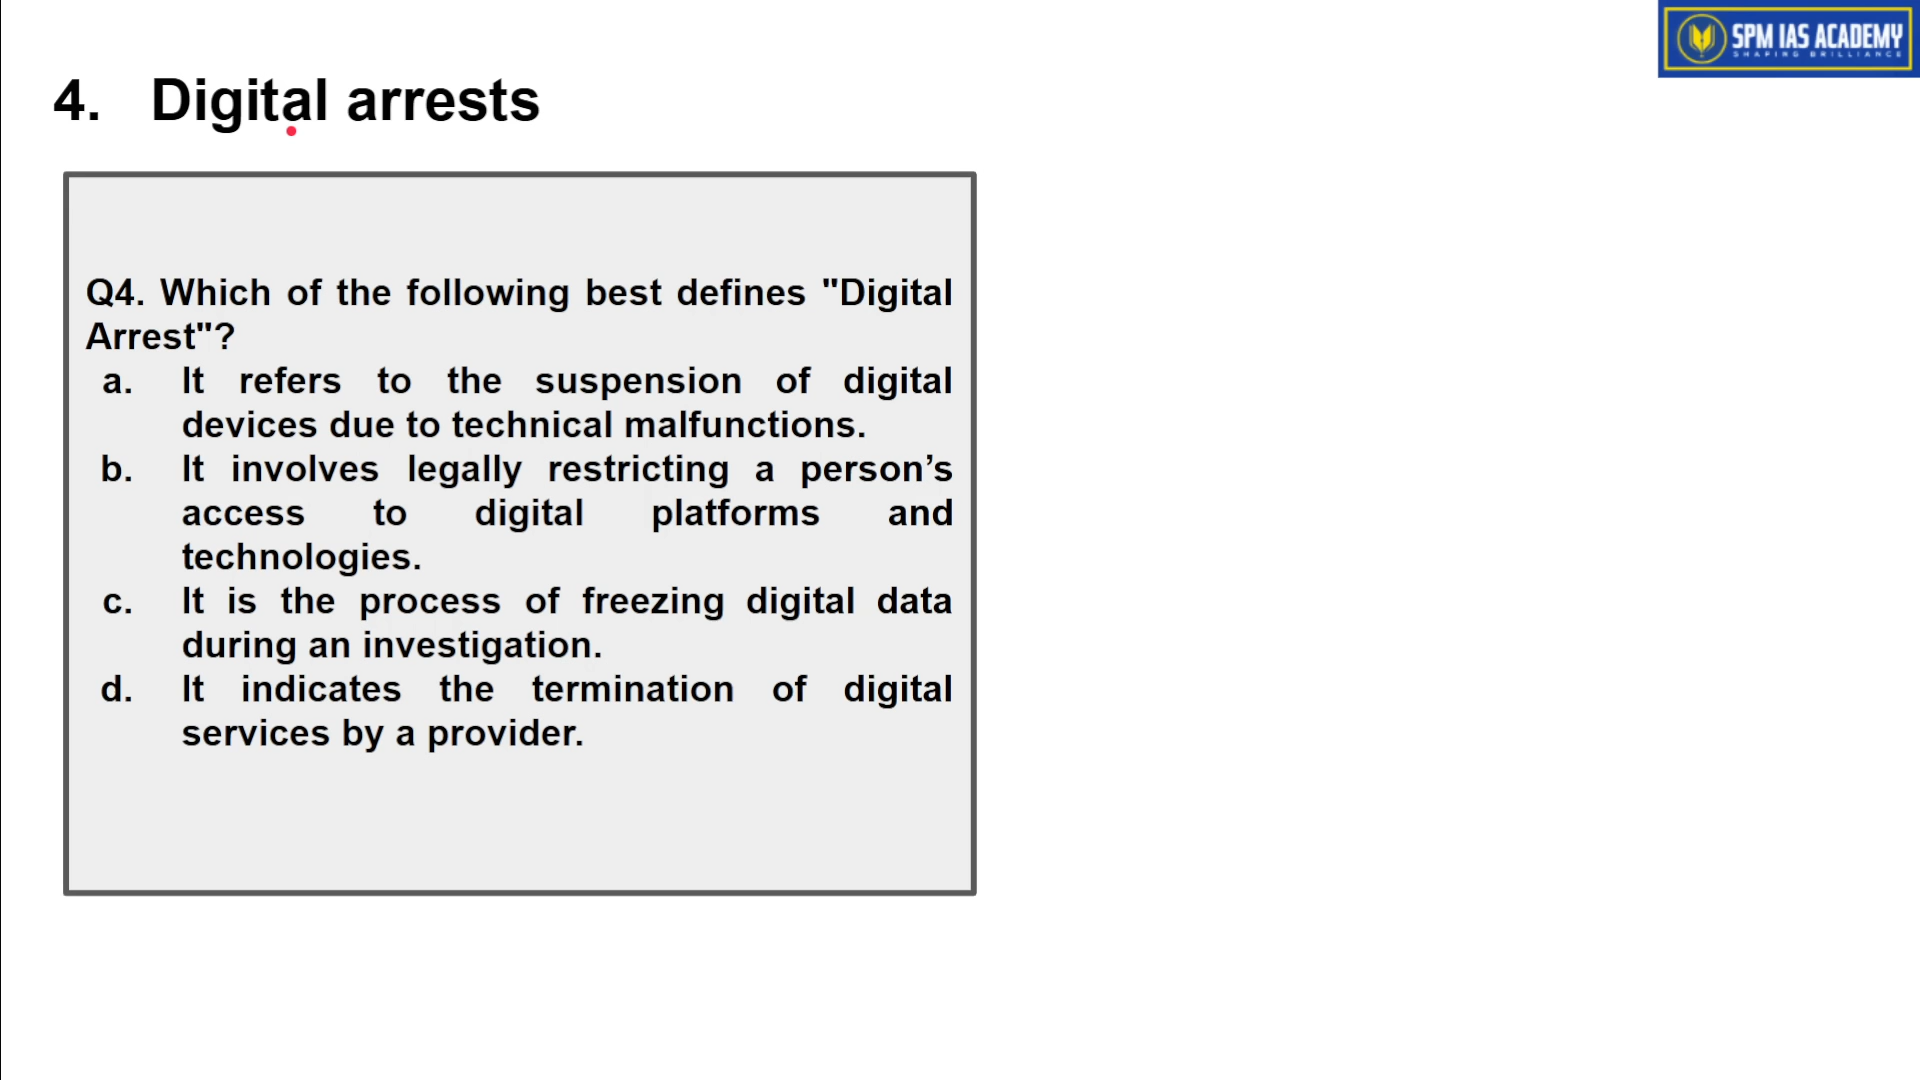 SPM IAS ACADEMY
SHAPING BRILLIANCE
4. Digital arrests
Q4. Which of the following best defines "Digital
Arrest"?
a. It refers to the suspension of digital
devices due to technical malfunctions.
b. It involves legally restricting a person’s
access to digital platforms and
technologies.
c. It is the process of freezing digital data
during an investigation.
d. It indicates the termination of digital
services by a provider.